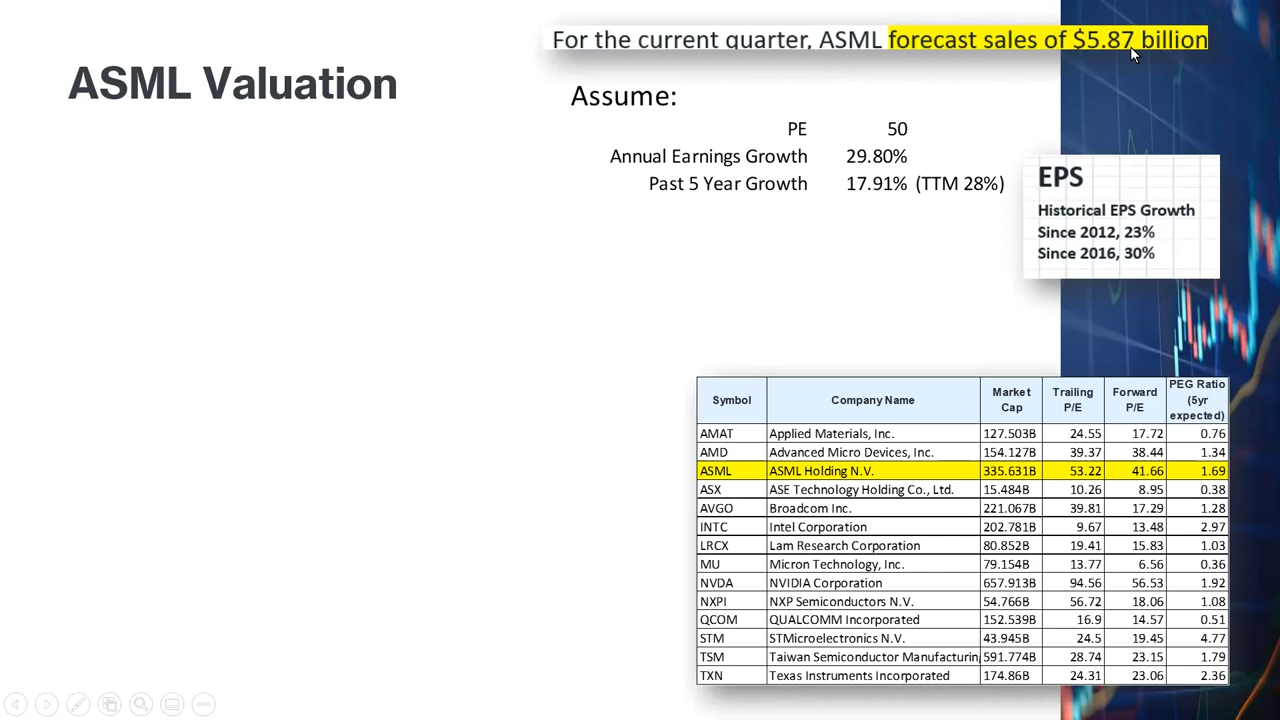 For the current quarter, ASML forecast sales of $5.87 billion
ASML Valuation
Assume:
PE 50
Annual Earnings Growth 29.80%
Past 5 Year Growth 17.91% (TTM 28%)
EPS
Historical EPS Growth
Since 2012, 23%
Since 2016, 30%
Symbol Company Name Market Cap Trailing P/E Forward P/E PEG Ratio (5yr expected)
AMAT Applied Materials, Inc. 127.503B 24.55 17.72 0.76
AMD Advanced Micro Devices, Inc. 154.127B 39.37 38.44 1.34
ASML ASML Holding N.V. 335.631B 53.22 41.66 1.69
ASX ASE Technology Holding Co., Ltd. 15.484B 10.26 8.95 0.38
AVGO Broadcom Inc. 221.067B 39.81 17.29 1.28
INTC Intel Corporation 202.781B 9.67 13.48 2.97
LRCX Lam Research Corporation 80.852B 19.41 15.83 1.03
MU Micron Technology, Inc. 79.154B 13.77 6.56 0.36
NVDA NVIDIA Corporation 657.913B 94.56 56.53 1.92
NXPI NXP Semiconductors N.V. 54.766B 56.72 18.06 1.08
QCOM QUALCOMM Incorporated 152.539B 16.9 14.57 0.51
STM STMicroelectronics N.V. 43.945B 24.5 19.45 4.77
TSM Taiwan Semiconductor Manufacturin 591.774B 28.74 23.15 1.79
TXN Texas Instruments Incorporated 174.86B 24.31 23.06 2.36